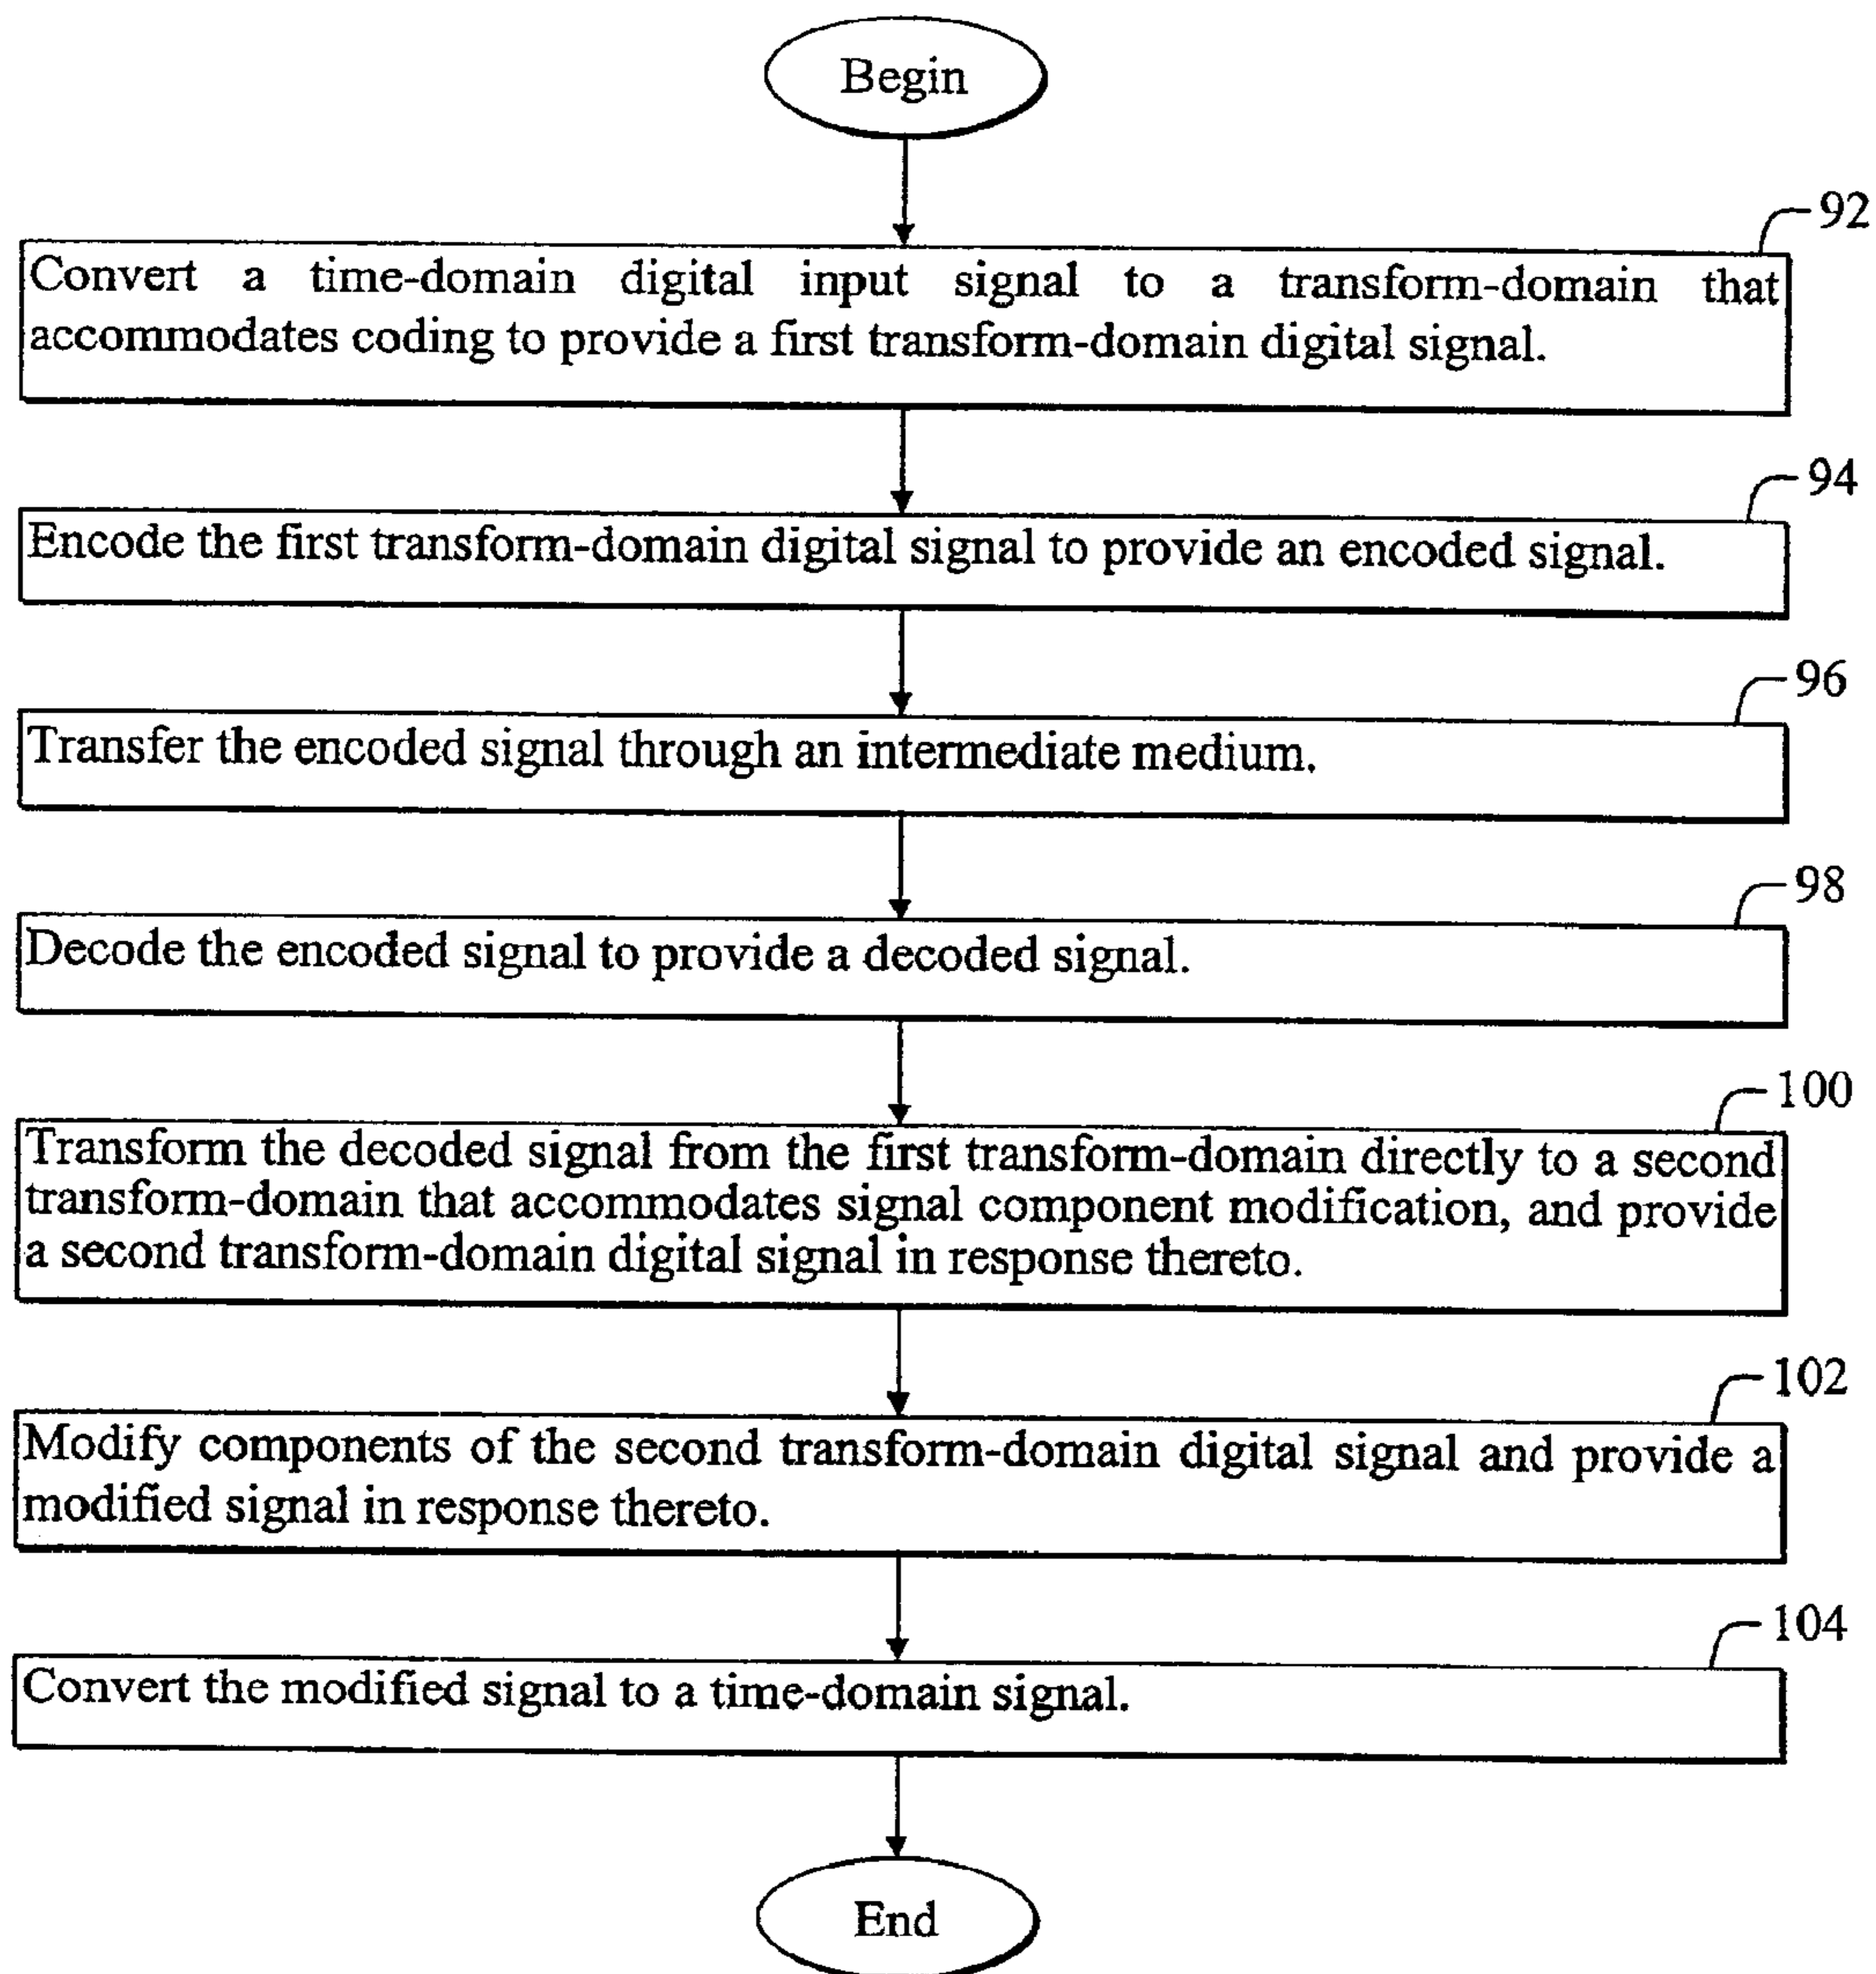 Begin
92
Convert a time-domain digital input signal to a transform-domain that
accommodates coding to provide a first transform-domain digital signal.
94
Encode the first transform-domain digital signal to provide an encoded signal.
96
Transfer the encoded signal through an intermediate medium.
98
Decode the encoded signal to provide a decoded signal.
100
Transform the decoded signal from the first transform-domain directly to a second
transform-domain that accommodates signal component modification, and provide
a second transform-domain digital signal in response thereto.
102
Modify components of the second transform-domain digital signal and provide a
modified signal in response thereto.
104
Convert the modified signal to a time-domain signal.
End